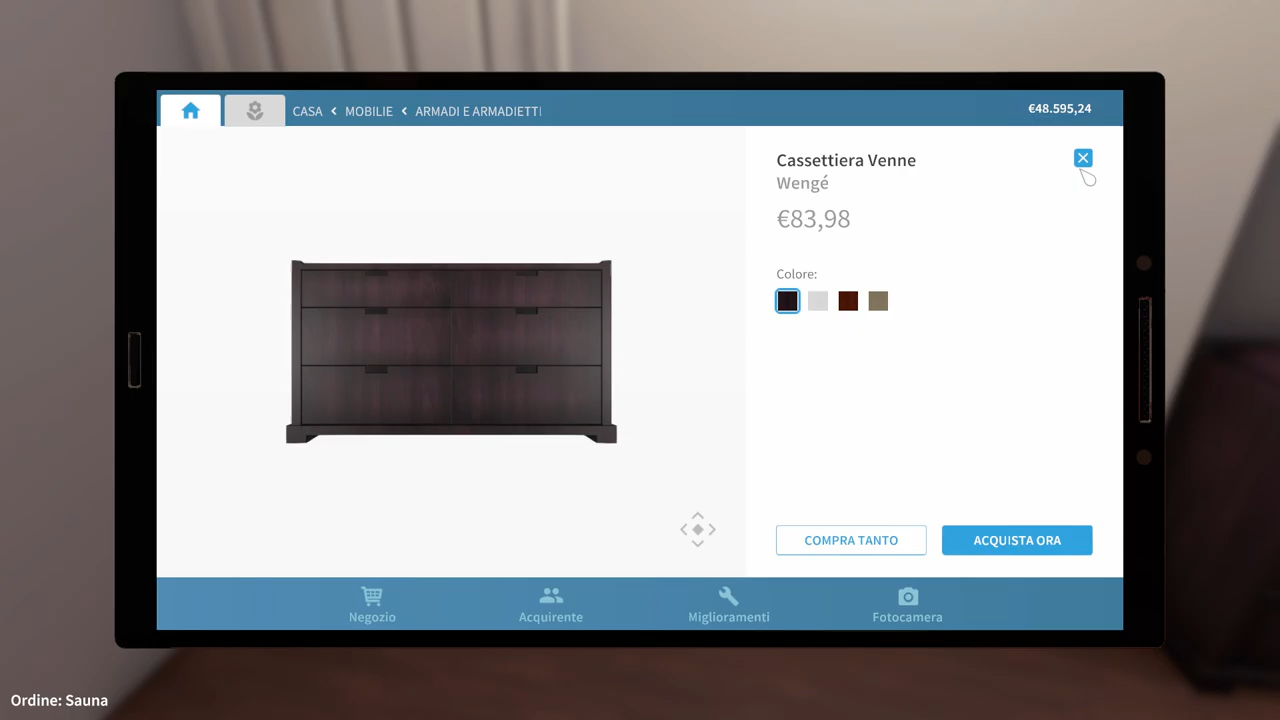 CASA < MOBILIE < ARMADI E ARMADIETTI
€48.595,24
Cassettiera Venne
Wengé
€83,98
Colore:
COMPRA TANTO
ACQUISTA ORA
Negozio
Acquirente
Miglioramenti
Fotocamera
Ordine: Sauna